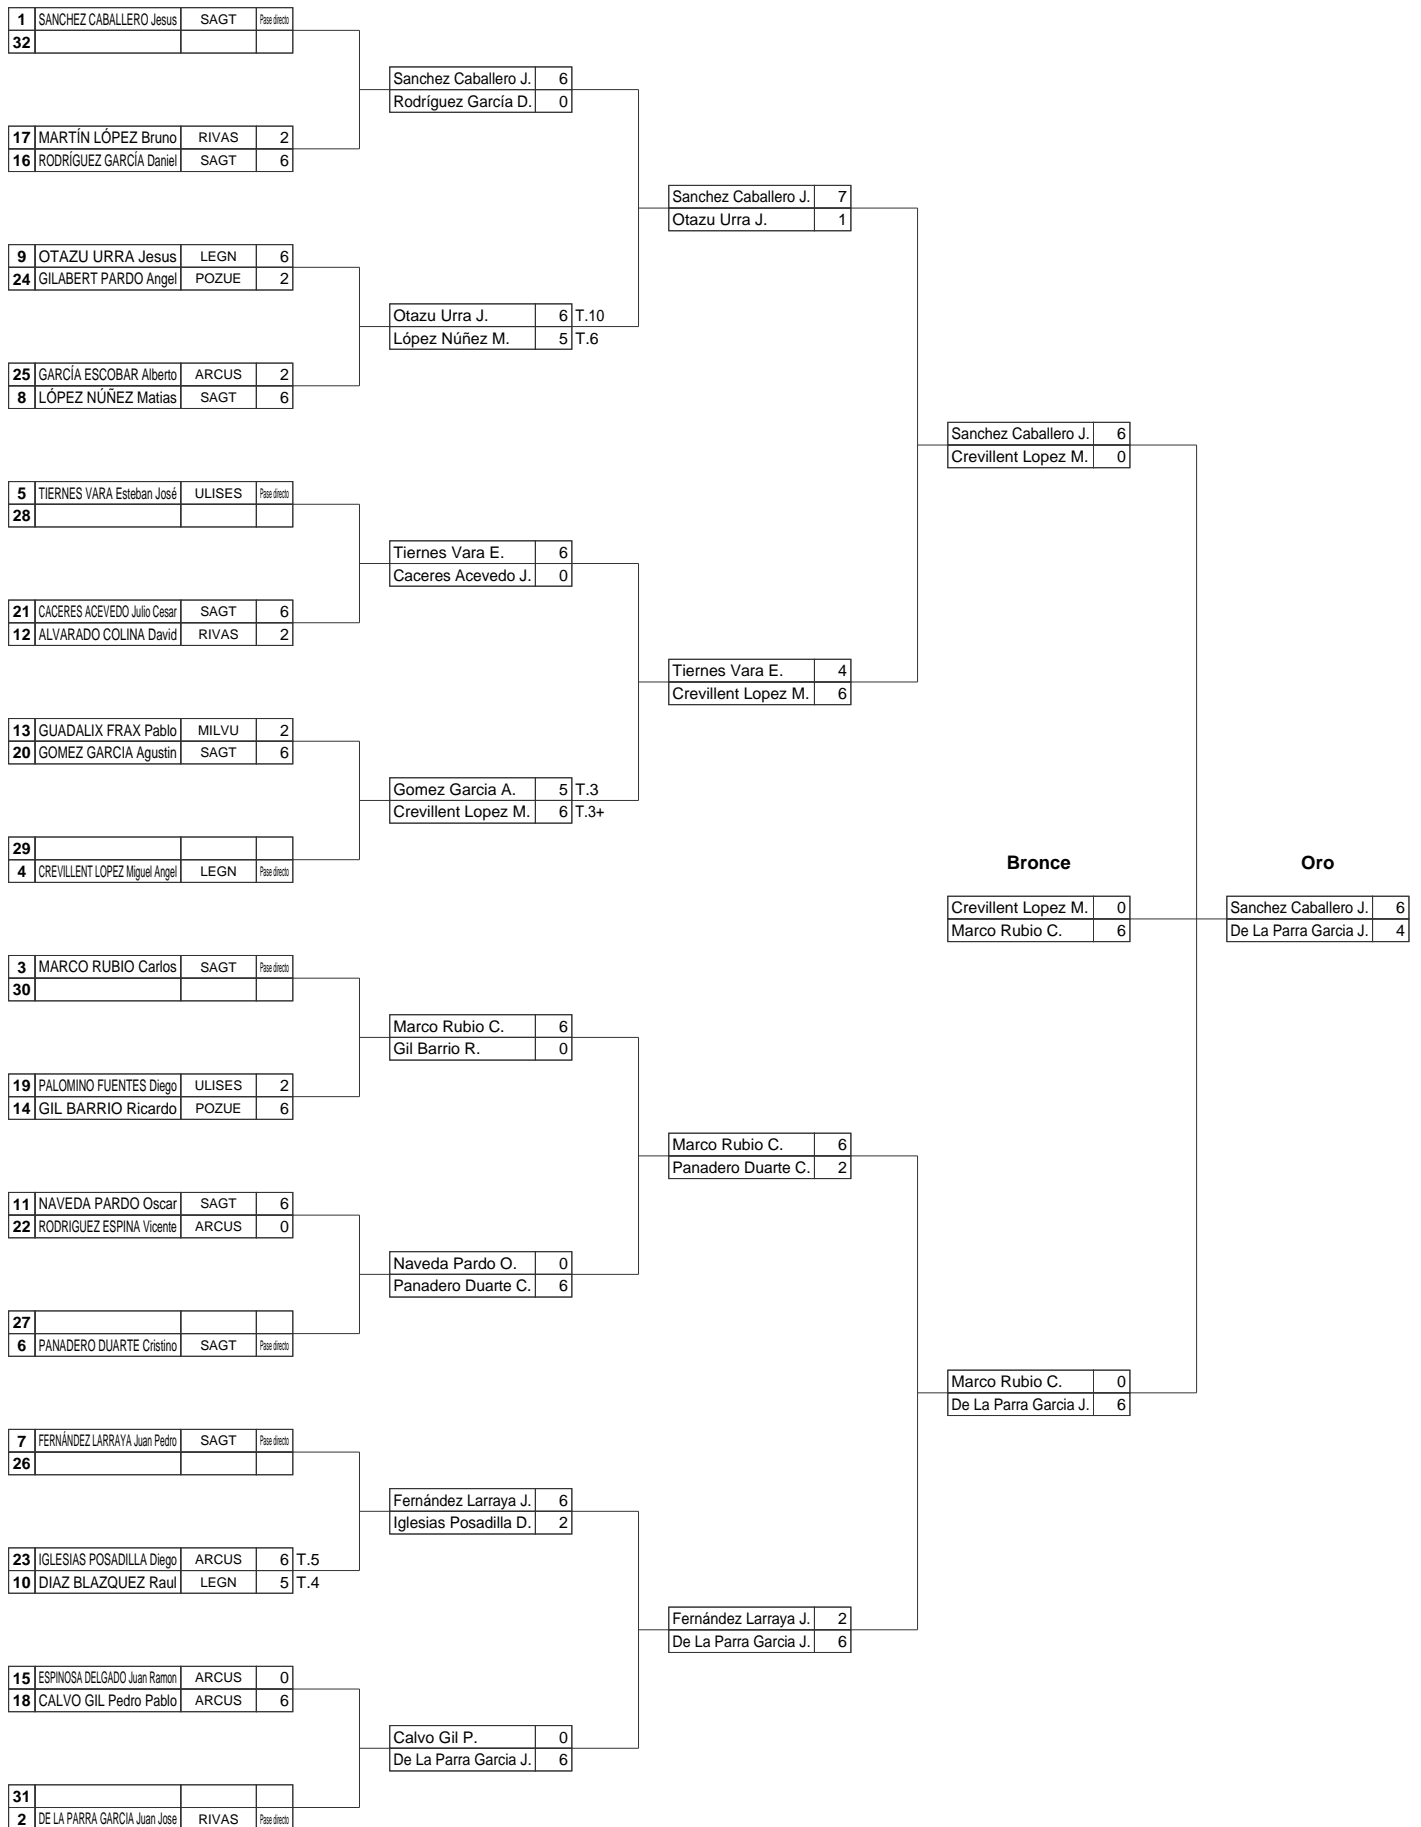 1 SANCHEZ CABALLERO Jesus SAGT Pase directo
32
Sanchez Caballero J. 6
Rodríguez García D. 0
17 MARTÍN LÓPEZ Bruno RIVAS 2
16 RODRÍGUEZ GARCÍA Daniel SAGT 6
Sanchez Caballero J. 7
Otazu Urra J. 1
9 OTAZU URRA Jesus LEGN 6
24 GILABERT PARDO Angel POZUE 2
Otazu Urra J. 6 T.10
López Núñez M. 5 T.6
25 GARCÍA ESCOBAR Alberto ARCUS 2
8 LÓPEZ NÚÑEZ Matias SAGT 6
Sanchez Caballero J. 6
Crevillent Lopez M. 0
5 TIERNES VARA Esteban José ULISES Pase directo
28
Tiernes Vara E. 6
Caceres Acevedo J. 0
21 CACERES ACEVEDO Julio Cesar SAGT 6
12 ALVARADO COLINA David RIVAS 2
Tiernes Vara E. 4
Crevillent Lopez M. 6
13 GUADALIX FRAX Pablo MILVU 2
20 GOMEZ GARCIA Agustin SAGT 6
Gomez Garcia A. 5 T.3
Crevillent Lopez M. 6 T.3+
29
4 CREVILLENT LOPEZ Miguel Angel LEGN Pase directo
Bronce Oro
Crevillent Lopez M. 0 Sanchez Caballero J. 6
Marco Rubio C. 6 De La Parra Garcia J. 4
3 MARCO RUBIO Carlos SAGT Pase directo
30
Marco Rubio C. 6
Gil Barrio R. 0
19 PALOMINO FUENTES Diego ULISES 2
14 GIL BARRIO Ricardo POZUE 6
Marco Rubio C. 6
Panadero Duarte C. 2
11 NAVEDA PARDO Oscar SAGT 6
22 RODRIGUEZ ESPINA Vicente ARCUS 0
Naveda Pardo O. 0
Panadero Duarte C. 6
27
6 PANADERO DUARTE Cristino SAGT Pase directo
Marco Rubio C. 0
De La Parra Garcia J. 6
7 FERNÁNDEZ LARRAYA Juan Pedro SAGT Pase directo
26
Fernández Larraya J. 6
Iglesias Posadilla D. 2
23 IGLESIAS POSADILLA Diego ARCUS 6 T.5
10 DIAZ BLAZQUEZ Raul LEGN 5 T.4
Fernández Larraya J. 2
De La Parra Garcia J. 6
15 ESPINOSA DELGADO Juan Ramon ARCUS 0
18 CALVO GIL Pedro Pablo ARCUS 6
Calvo Gil P. 0
De La Parra Garcia J. 6
31
2 DE LA PARRA GARCIA Juan Jose RIVAS Pase directo